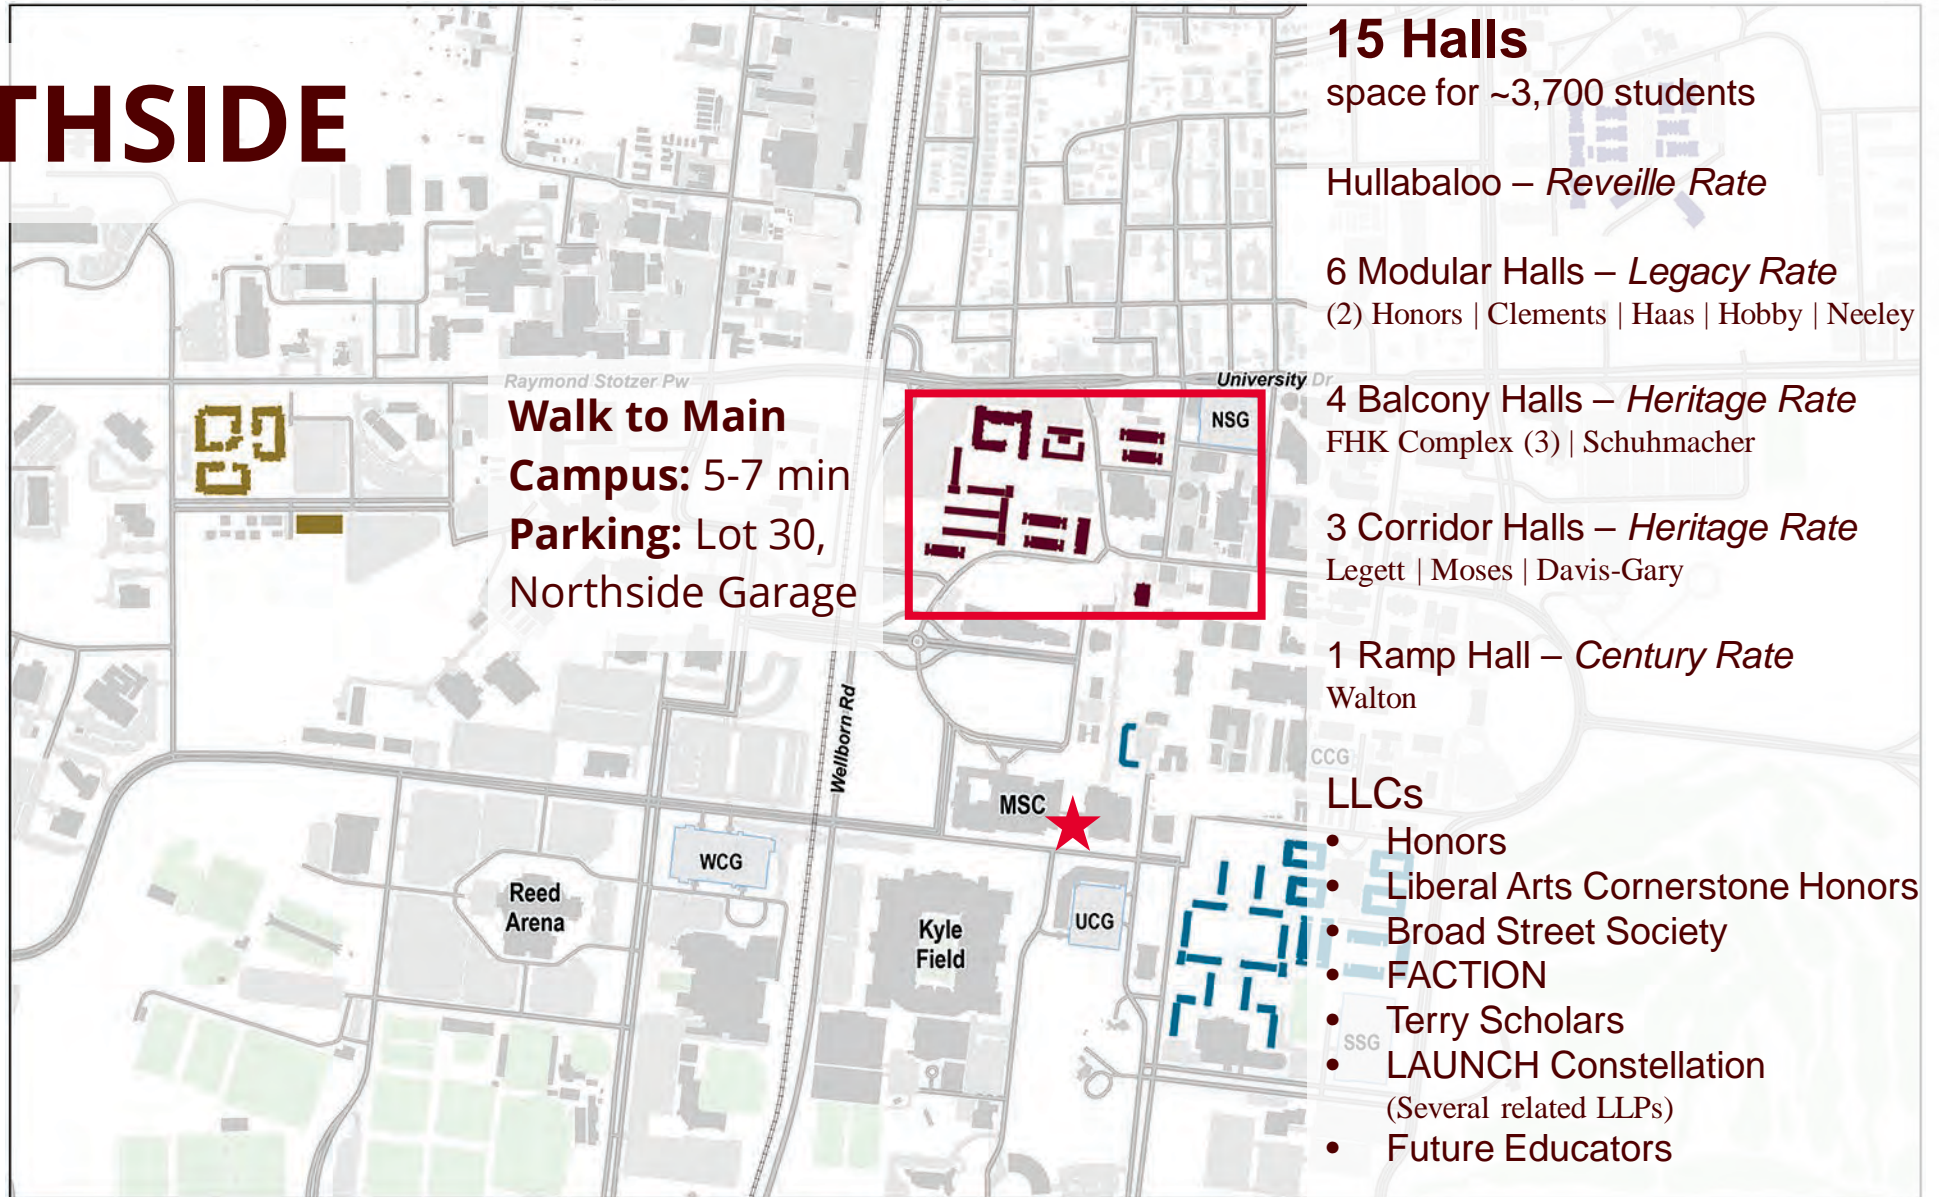 THSIDE
15 Halls
space for ~3,700 students
Hullabaloo – Reveille Rate
6 Modular Halls – Legacy Rate
(2) Honors | Clements | Haas | Hobby | Neeley
4 Balcony Halls – Heritage Rate
FHK Complex (3) | Schuhmacher
3 Corridor Halls – Heritage Rate
Legett | Moses | Davis-Gary
1 Ramp Hall – Century Rate
Walton
LLCs
• Honors
• Liberal Arts Cornerstone Honors
• Broad Street Society
• FACTION
• Terry Scholars
• LAUNCH Constellation
(Several related LLPs)
• Future Educators
Raymond Stotzer Pw
Walk to Main
Campus: 5-7 min
Parking: Lot 30,
Northside Garage
University Dr
NSG
Wellborn Rd
CCG
MSC
WCG
Reed
Arena
Kyle
Field
UCG
SSG